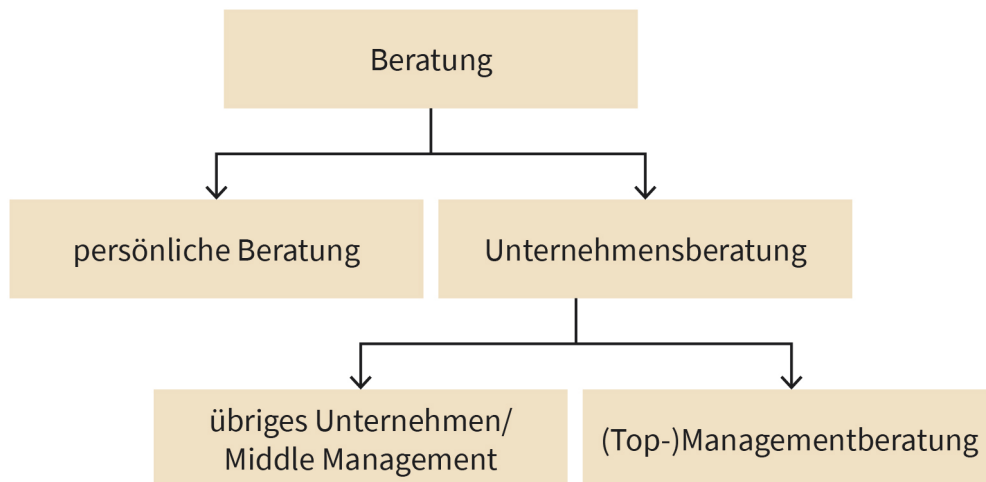 Beratung
persönliche Beratung
Unternehmensberatung
übriges Unternehmen/
Middle Management
(Top-)Managementberatung